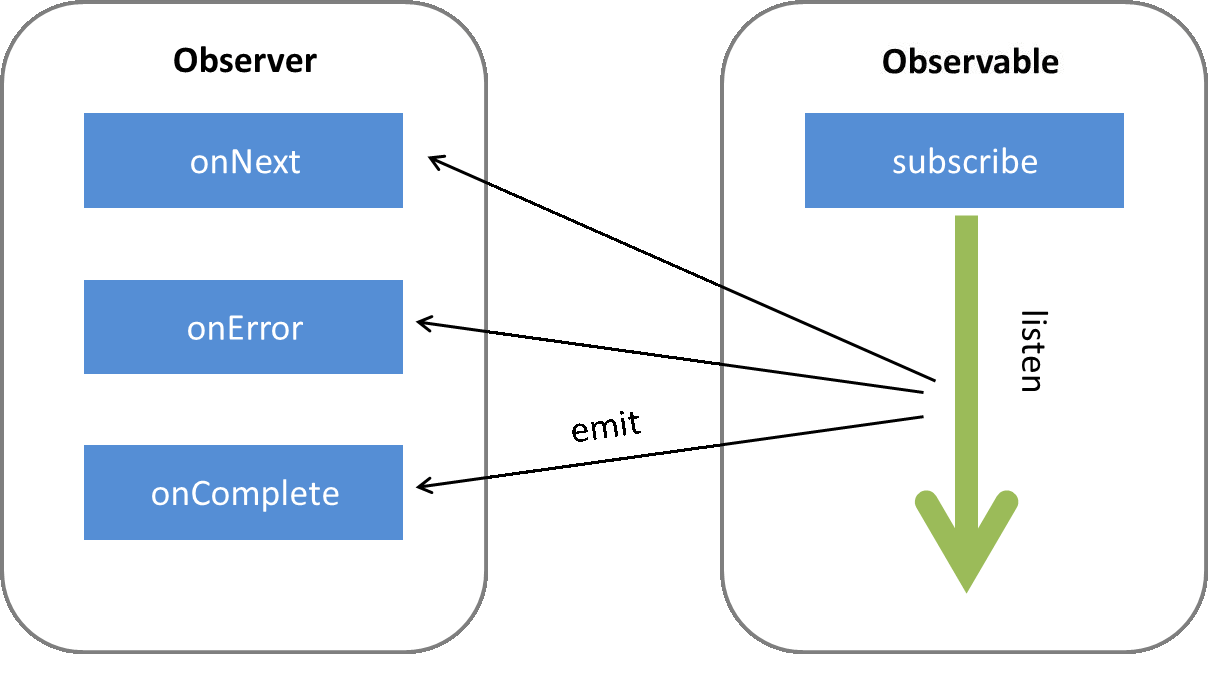 Observer
onNext
onError
onComplete
emit
Observable
subscribe
listen